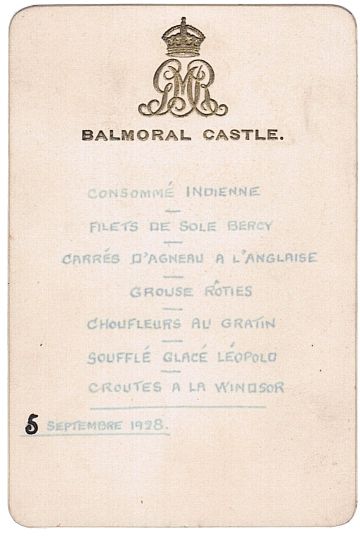 GMR
BALMORAL CASTLE.
CONSOMMÉ INDIENNE
FILETS DE SOLE BERCY
CARRÉS D'AGNEAU A L'ANGLAISE
GROUSE RÔTIES
CHOUFLEURS AU GRATIN
SOUFFLÉ GLACÉ LÉOPOLD
CROUTES A LA WINDSOR
5 SEPTEMBRE 1928.